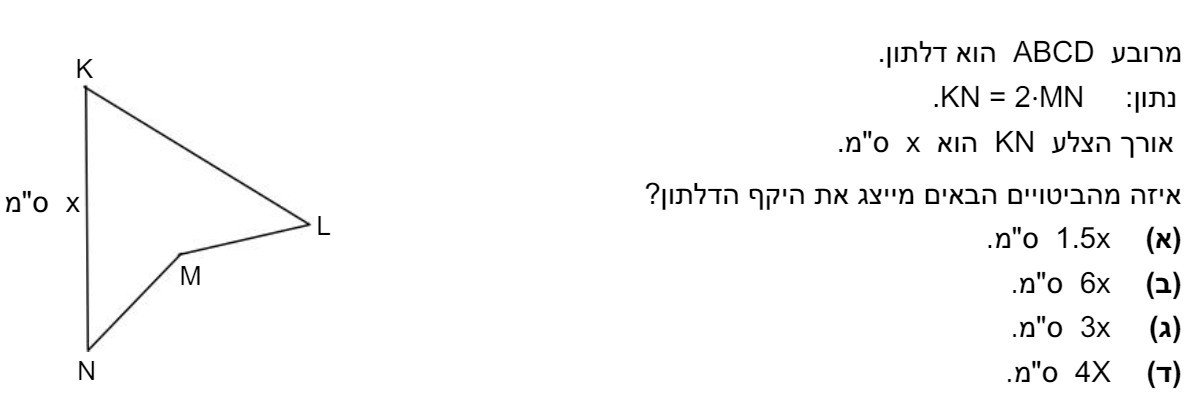 מרובע ABCD הוא דלתון.
נתון: KN = 2·MN.
אורך הצלע KN הוא x ס"מ.
איזה מהביטויים הבאים מייצג את היקף הדלתון?
(א) 1.5x ס"מ.
(ב) 6x ס"מ.
(ג) 3x ס"מ.
(ד) 4X ס"מ.
K
x ס"מ
L
M
N